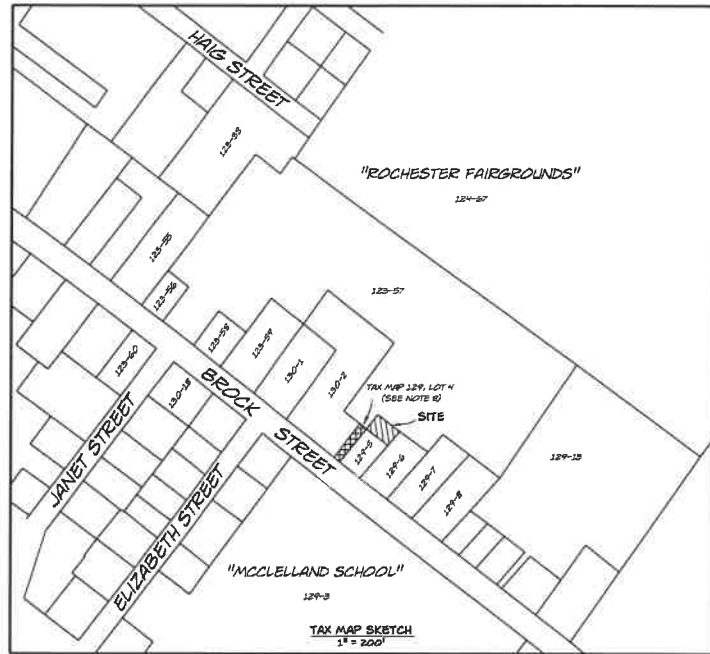 HAIG STREET
123-33
"ROCHESTER FAIRGROUNDS"
124-67
123-55
123-56
123-57
123-58
123-59
130-1
130-2
TAX MAP 129, LOT 4
(SEE NOTE 8)
SITE
123-60
130-18
BROCK STREET
129-5
129-6
129-7
129-8
129-15
JANET STREET
ELIZABETH STREET
"MCCLELLAND SCHOOL"
129-3
TAX MAP SKETCH
1" = 200'